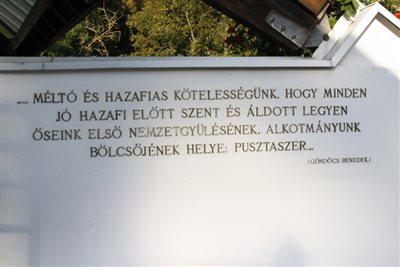 „.... MÉLTÓ ÉS HAZAFIAS KÖTELESSÉGÜNK, HOGY MINDEN
JÓ HAZAFI ELŐTT SZENT ÉS ÁLDOTT LEGYEN
ŐSEINK ELSŐ NEMZETGYÜLÉSÉNEK, ALKOTMÁNYUNK
BÖLCSŐJÉNEK HELYE: PUSZTASZER...
/GÖNDÖCS BENEDEK/